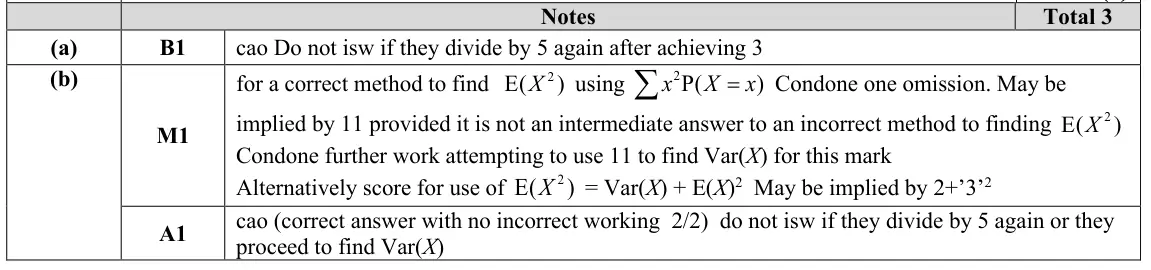 Notes Total 3
(a) B1 cao Do not isw if they divide by 5 again after achieving 3
(b) M1 for a correct method to find E(X²) using ∑x²P(X = x) Condone one omission. May be
implied by 11 provided it is not an intermediate answer to an incorrect method to finding E(X²)
Condone further work attempting to use 11 to find Var(X) for this mark
Alternatively score for use of E(X²) = Var(X) + E(X)² May be implied by 2+’3’²
A1 cao (correct answer with no incorrect working 2/2) do not isw if they divide by 5 again or they
proceed to find Var(X)